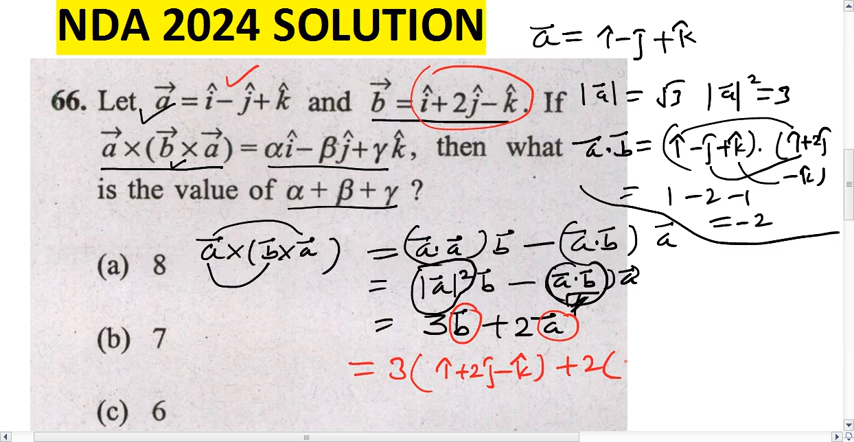 NDA 2024 SOLUTION
66. Let a⃗ = î − ĵ + k̂ and b⃗ = î + 2ĵ − k̂. If
a⃗ × (b⃗ × a⃗) = αî − βĵ + γk̂, then what
is the value of α + β + γ ?
(a) 8
(b) 7
(c) 6
a⃗ = î − ĵ + k̂
|a⃗| = √3 |a⃗|² = 3
a⃗·b⃗ = (î − ĵ + k̂) · (î + 2ĵ
− k̂)
= 1 − 2 − 1
= −2
a⃗ × (b⃗ × a⃗) = (a⃗·a⃗) b⃗ − (a⃗·b⃗) a⃗
= |a⃗|² b⃗ − (a⃗·b⃗) a⃗
= 3b⃗ + 2a⃗
= 3(î + 2ĵ − k̂) + 2(